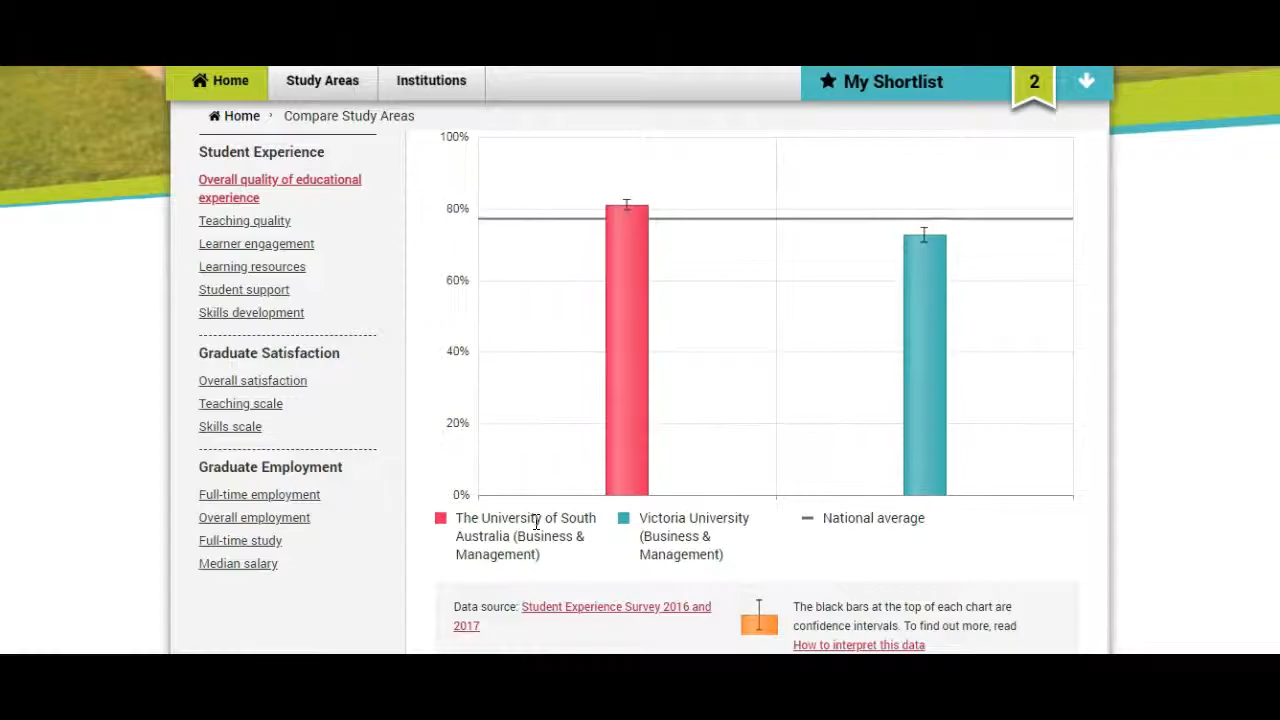 Home
Study Areas
Institutions
My Shortlist
2
Home › Compare Study Areas
Student Experience
Overall quality of educational
experience
Teaching quality
Learner engagement
Learning resources
Student support
Skills development
Graduate Satisfaction
Overall satisfaction
Teaching scale
Skills scale
Graduate Employment
Full-time employment
Overall employment
Full-time study
Median salary
100%
80%
60%
40%
20%
0%
The University of South
Australia (Business &
Management)
Victoria University
(Business &
Management)
National average
Data source: Student Experience Survey 2016 and
2017
The black bars at the top of each chart are
confidence intervals. To find out more, read
How to interpret this data